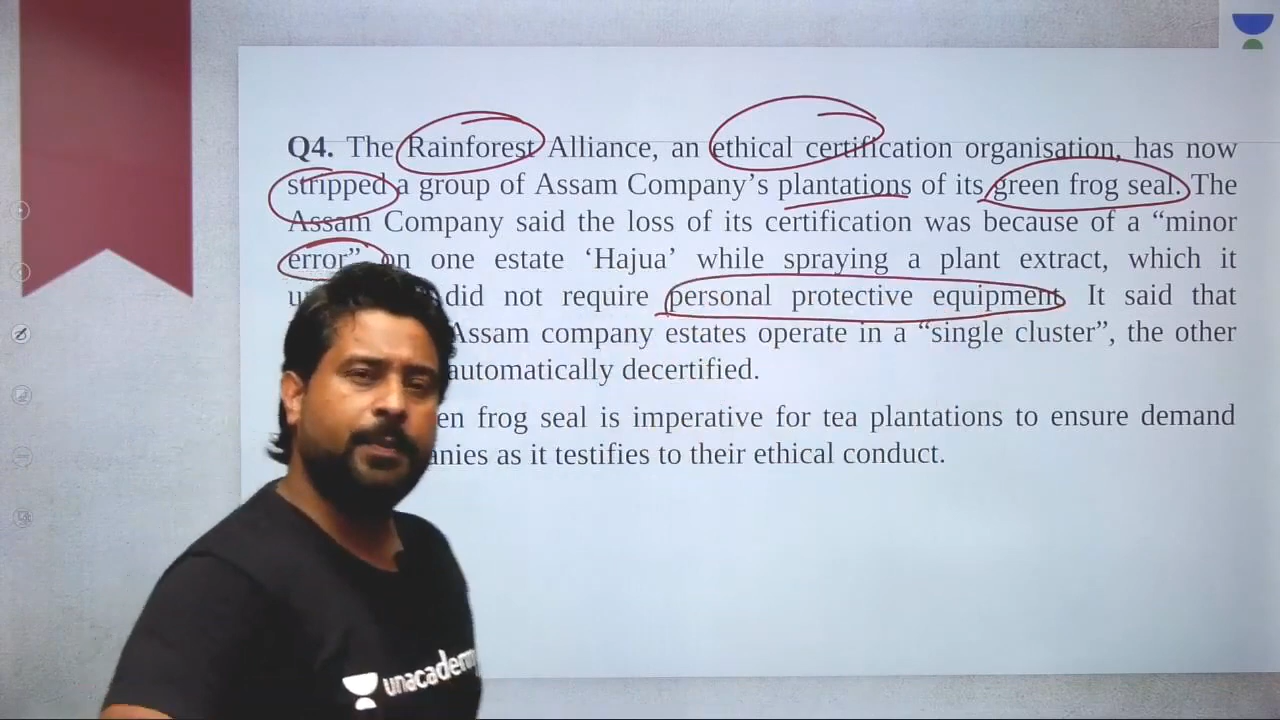 Q4. The Rainforest Alliance, an ethical certification organisation, has now
stripped a group of Assam Company’s plantations of its green frog seal. The
Assam Company said the loss of its certification was because of a “minor
error” on one estate ‘Hajua’ while spraying a plant extract, which it
did not require personal protective equipment. It said that
Assam company estates operate in a “single cluster”, the other
automatically decertified.
frog seal is imperative for tea plantations to ensure demand
as it testifies to their ethical conduct.
unacademy